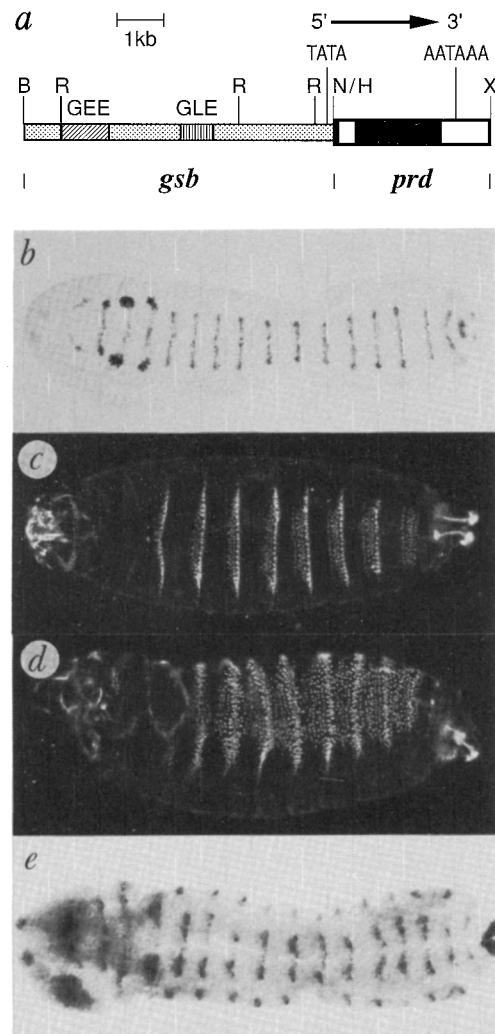 a
5' 3'
1kb
TATA AATAAA
B R R R N/H X
GEE GLE
gsb prd
b
c
d
e